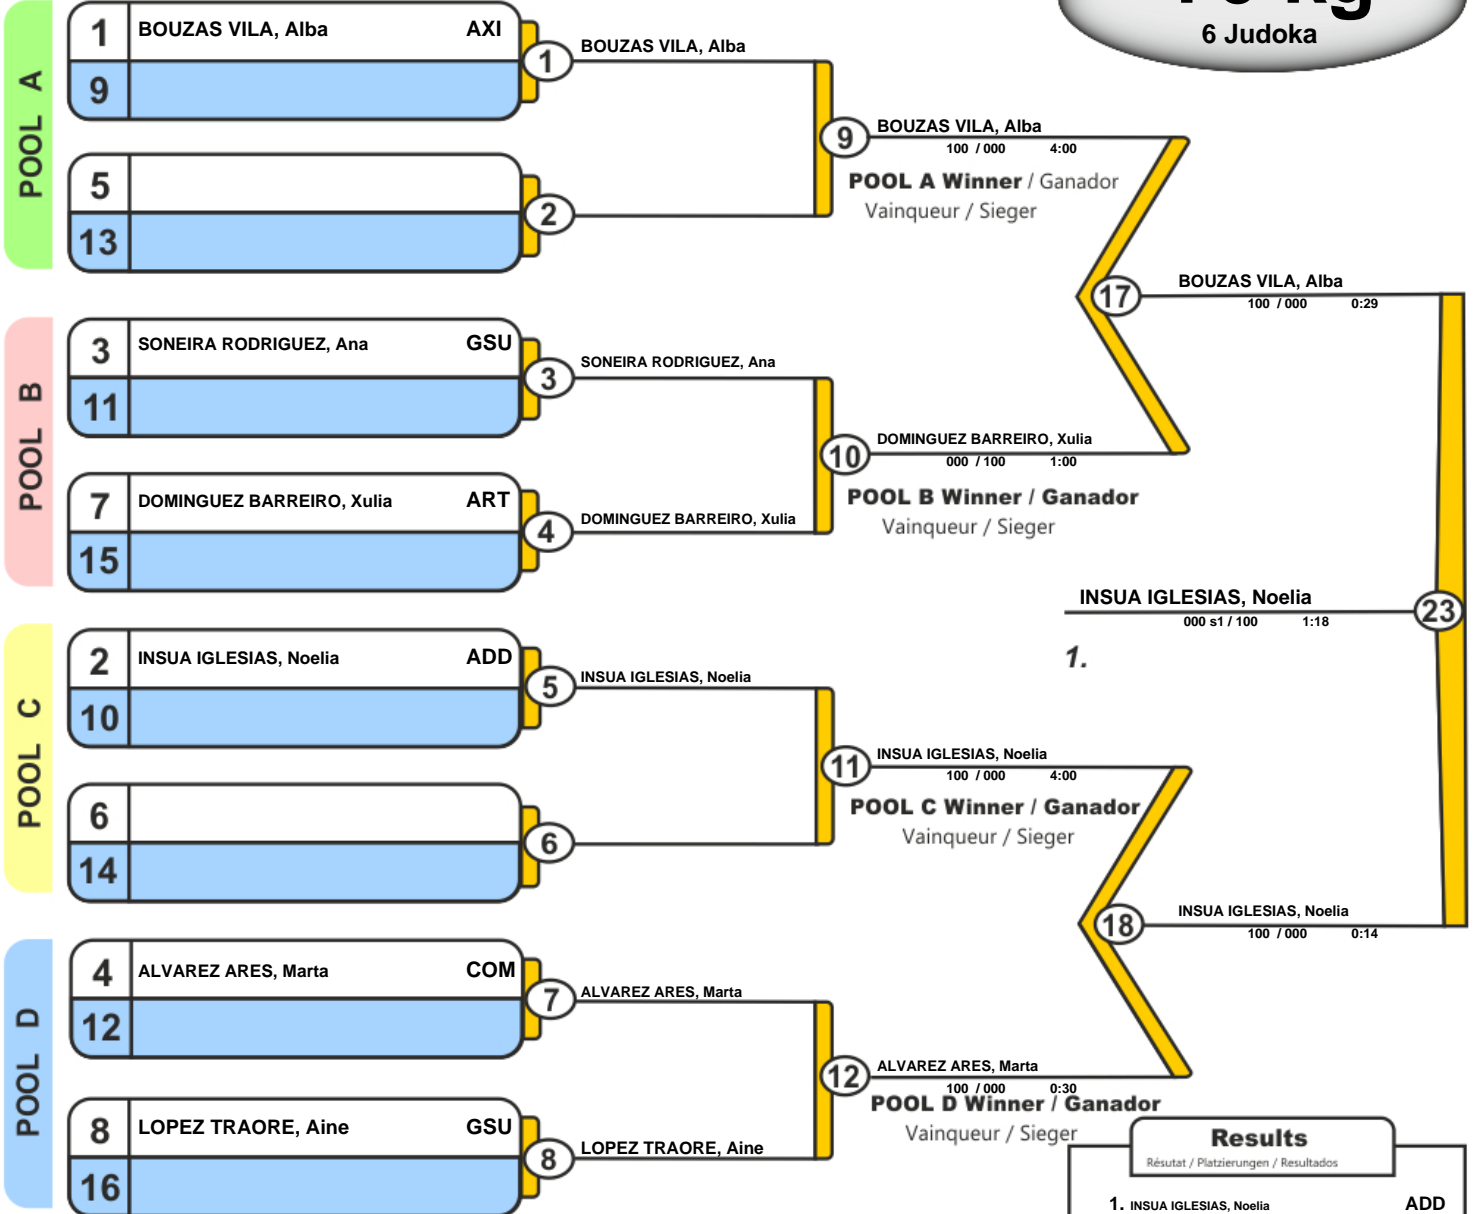 6 Judoka
POOL A
1 BOUZAS VILA, Alba AXI
9
1
BOUZAS VILA, Alba
5
13
2
9
BOUZAS VILA, Alba
100 / 000 4:00
POOL A Winner / Ganador
Vainqueur / Sieger
POOL B
3 SONEIRA RODRIGUEZ, Ana GSU
11
3
SONEIRA RODRIGUEZ, Ana
7 DOMINGUEZ BARREIRO, Xulia ART
15
4
DOMINGUEZ BARREIRO, Xulia
10
DOMINGUEZ BARREIRO, Xulia
000 / 100 1:00
POOL B Winner / Ganador
Vainqueur / Sieger
17
BOUZAS VILA, Alba
100 / 000 0:29
POOL C
2 INSUA IGLESIAS, Noelia ADD
10
5
INSUA IGLESIAS, Noelia
6
14
6
11
INSUA IGLESIAS, Noelia
100 / 000 4:00
POOL C Winner / Ganador
Vainqueur / Sieger
POOL D
4 ALVAREZ ARES, Marta COM
12
7
ALVAREZ ARES, Marta
8 LOPEZ TRAORE, Aine GSU
16
8
LOPEZ TRAORE, Aine
12
ALVAREZ ARES, Marta
100 / 000 0:30
POOL D Winner / Ganador
Vainqueur / Sieger
18
INSUA IGLESIAS, Noelia
100 / 000 0:14
INSUA IGLESIAS, Noelia
23
000 s1 / 100 1:18
1.
Results
Résutat / Platzierungen / Resultados
1. INSUA IGLESIAS, Noelia ADD